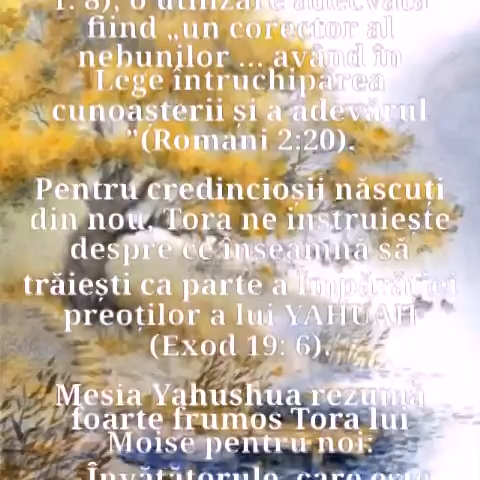 1: 8), o utilizare adecvată
fiind „un corector al
nebunilor ... având în
Lege întruchiparea
cunoasterii și a adevărul
”(Romani 2:20).
Pentru credincioșii născuți
din nou, Tora ne instruiește
despre ce înseamnă să
trăiești ca parte a Împărăției
preoților a lui YAHUAH
(Exod 19: 6).
Mesia Yahushua rezumă
foarte frumos Tora lui
Moise pentru noi:
„Învățătorule, care este